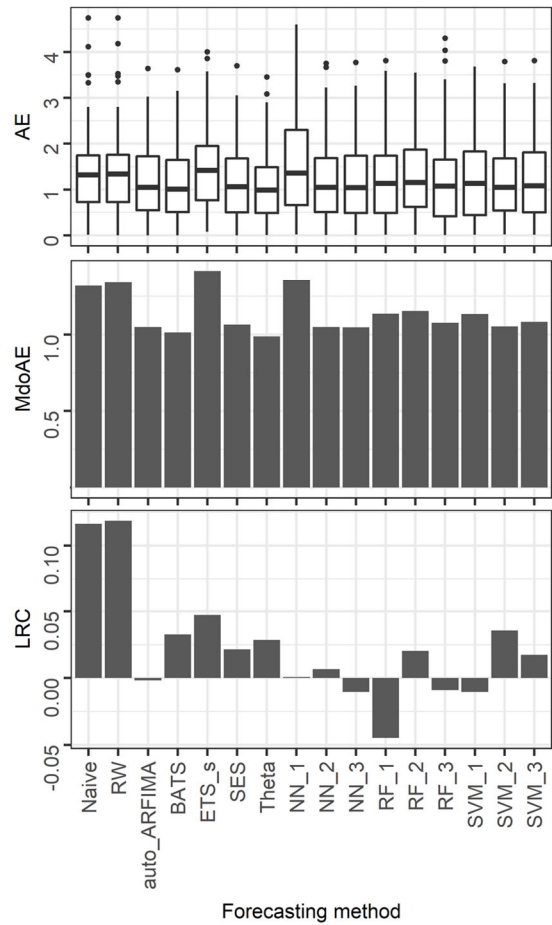 AE
4
3
2
1
0
MdoAE
1.0
0.5
LRC
0.10
0.05
0.00
-0.05
Naive
RW
auto_ARFIMA
BATS
ETS_s
SES
Theta
NN_1
NN_2
NN_3
RF_1
RF_2
RF_3
SVM_1
SVM_2
SVM_3
Forecasting method